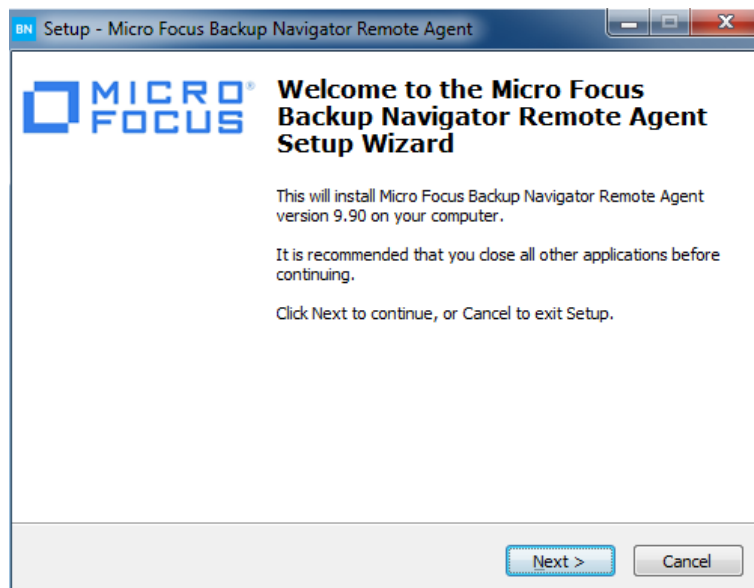 BN Setup - Micro Focus Backup Navigator Remote Agent
MICRO®
FOCUS
Welcome to the Micro Focus
Backup Navigator Remote Agent
Setup Wizard
This will install Micro Focus Backup Navigator Remote Agent
version 9.90 on your computer.
It is recommended that you close all other applications before
continuing.
Click Next to continue, or Cancel to exit Setup.
Next >
Cancel